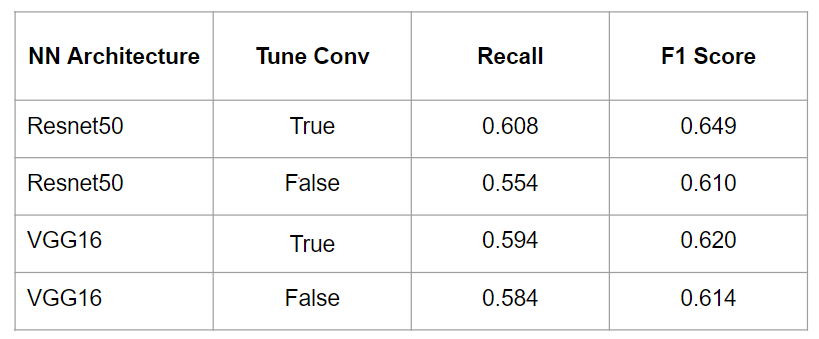 NN Architecture Tune Conv Recall F1 Score
Resnet50 True 0.608 0.649
Resnet50 False 0.554 0.610
VGG16 True 0.594 0.620
VGG16 False 0.584 0.614